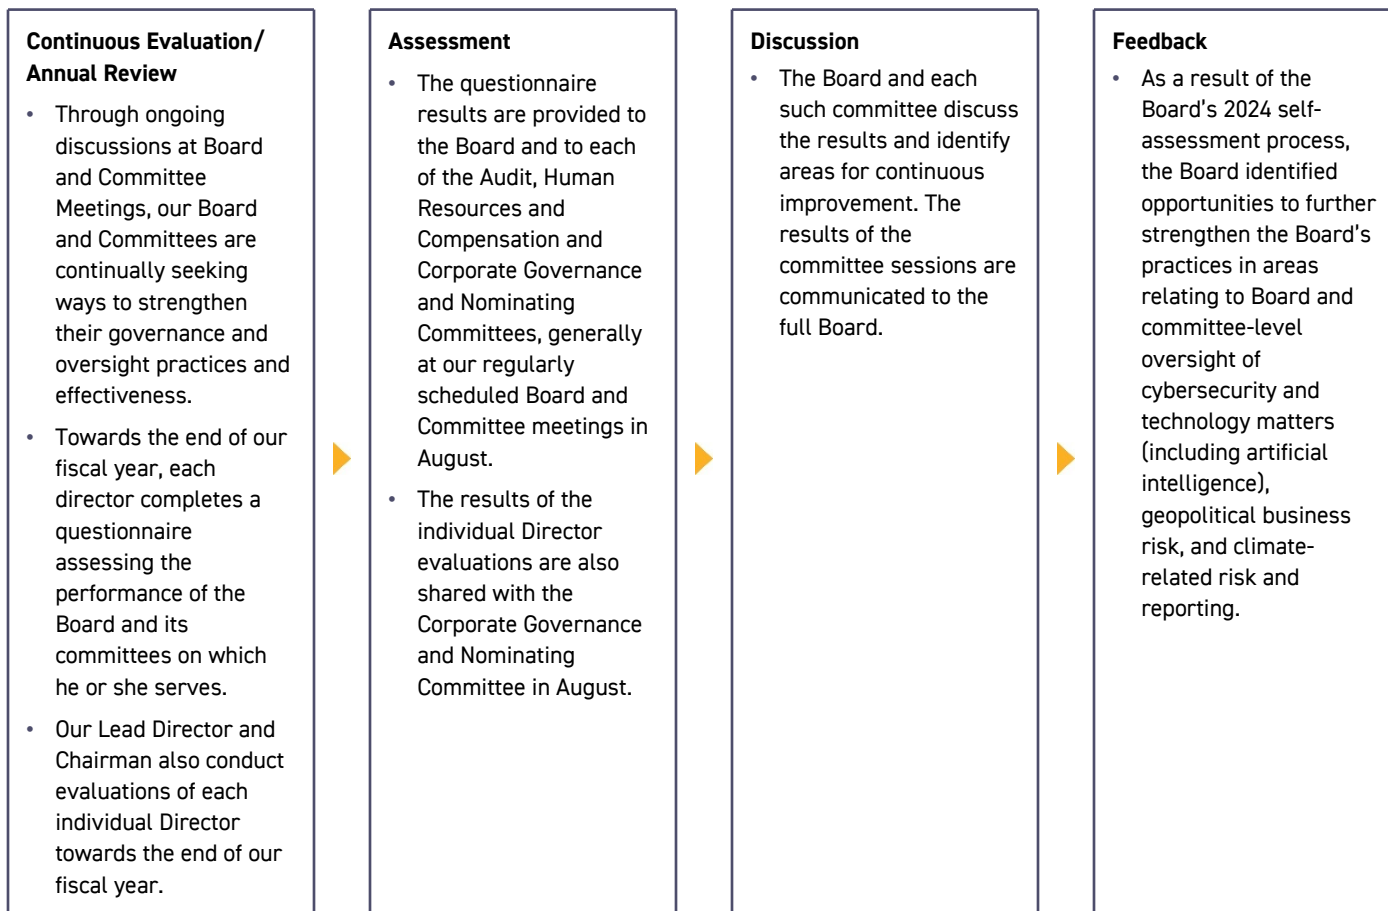 Continuous Evaluation/
Annual Review
• Through ongoing
discussions at Board
and Committee
Meetings, our Board
and Committees are
continually seeking
ways to strengthen
their governance and
oversight practices and
effectiveness.
• Towards the end of our
fiscal year, each
director completes a
questionnaire
assessing the
performance of the
Board and its
committees on which
he or she serves.
• Our Lead Director and
Chairman also conduct
evaluations of each
individual Director
towards the end of our
fiscal year.
Assessment
• The questionnaire
results are provided to
the Board and to each
of the Audit, Human
Resources and
Compensation and
Corporate Governance
and Nominating
Committees, generally
at our regularly
scheduled Board and
Committee meetings in
August.
• The results of the
individual Director
evaluations are also
shared with the
Corporate Governance
and Nominating
Committee in August.
Discussion
• The Board and each
such committee discuss
the results and identify
areas for continuous
improvement. The
results of the
committee sessions are
communicated to the
full Board.
Feedback
• As a result of the
Board’s 2024 self-
assessment process,
the Board identified
opportunities to further
strengthen the Board’s
practices in areas
relating to Board and
committee-level
oversight of
cybersecurity and
technology matters
(including artificial
intelligence),
geopolitical business
risk, and climate-
related risk and
reporting.